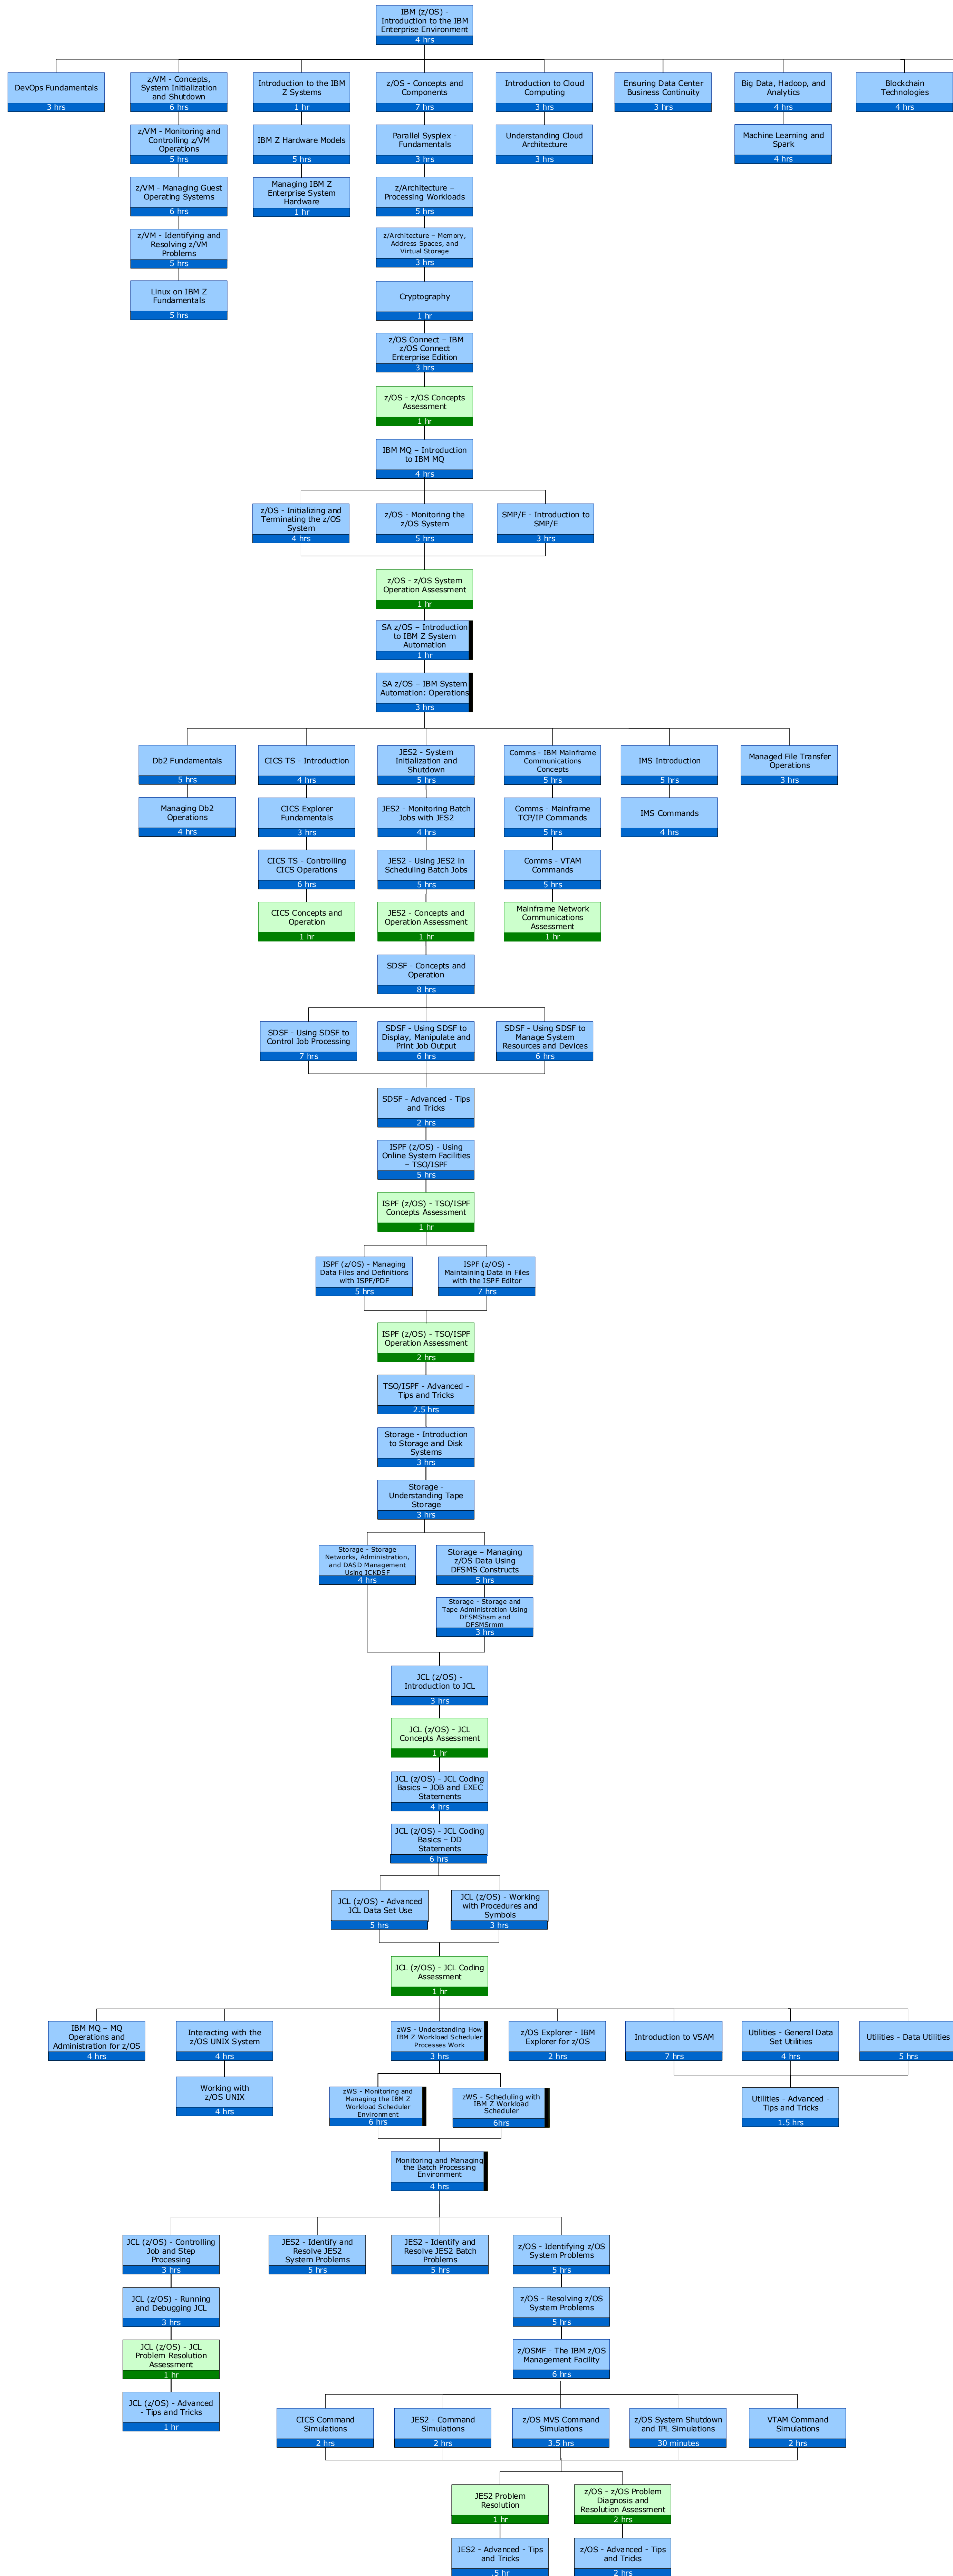 IBM (z/OS) -
Introduction to the IBM
Enterprise Environment
4 hrs
DevOps Fundamentals
3 hrs
z/VM - Concepts,
System Initialization
and Shutdown
6 hrs
Introduction to the IBM
Z Systems
1 hr
z/OS - Concepts and
Components
7 hrs
Introduction to Cloud
Computing
3 hrs
Ensuring Data Center
Business Continuity
3 hrs
Big Data, Hadoop, and
Analytics
4 hrs
Blockchain
Technologies
4 hrs
z/VM - Monitoring and
Controlling z/VM
Operations
5 hrs
IBM Z Hardware Models
5 hrs
Parallel Sysplex -
Fundamentals
3 hrs
Understanding Cloud
Architecture
3 hrs
Machine Learning and
Spark
4 hrs
z/VM - Managing Guest
Operating Systems
6 hrs
Managing IBM Z
Enterprise System
Hardware
1 hr
z/Architecture –
Processing Workloads
5 hrs
z/VM - Identifying and
Resolving z/VM
Problems
5 hrs
z/Architecture – Memory,
Address Spaces, and
Virtual Storage
3 hrs
Linux on IBM Z
Fundamentals
5 hrs
Cryptography
1 hr
z/OS Connect – IBM
z/OS Connect
Enterprise Edition
3 hrs
z/OS - z/OS Concepts
Assessment
1 hr
IBM MQ – Introduction
to IBM MQ
4 hrs
z/OS - Initializing and
Terminating the z/OS
System
4 hrs
z/OS - Monitoring the
z/OS System
5 hrs
SMP/E - Introduction to
SMP/E
3 hrs
z/OS - z/OS System
Operation Assessment
1 hr
SA z/OS – Introduction
to IBM Z System
Automation
1 hr
SA z/OS – IBM System
Automation: Operations
3 hrs
Db2 Fundamentals
5 hrs
CICS TS - Introduction
4 hrs
JES2 - System
Initialization and
Shutdown
5 hrs
Comms - IBM Mainframe
Communications
Concepts
5 hrs
IMS Introduction
5 hrs
Managed File Transfer
Operations
3 hrs
Managing Db2
Operations
4 hrs
CICS Explorer
Fundamentals
3 hrs
JES2 - Monitoring Batch
Jobs with JES2
4 hrs
Comms - Mainframe
TCP/IP Commands
5 hrs
IMS Commands
4 hrs
CICS TS - Controlling
CICS Operations
6 hrs
JES2 - Using JES2 in
Scheduling Batch Jobs
5 hrs
Comms - VTAM
Commands
5 hrs
CICS Concepts and
Operation
1 hr
JES2 - Concepts and
Operation Assessment
1 hr
Mainframe Network
Communications
Assessment
1 hr
SDSF - Concepts and
Operation
8 hrs
SDSF - Using SDSF to
Control Job Processing
7 hrs
SDSF - Using SDSF to
Display, Manipulate and
Print Job Output
6 hrs
SDSF - Using SDSF to
Manage System
Resources and Devices
6 hrs
SDSF - Advanced - Tips
and Tricks
2 hrs
ISPF (z/OS) - Using
Online System Facilities
– TSO/ISPF
5 hrs
ISPF (z/OS) - TSO/ISPF
Concepts Assessment
1 hr
ISPF (z/OS) - Managing
Data Files and Definitions
with ISPF/PDF
5 hrs
ISPF (z/OS) -
Maintaining Data in Files
with the ISPF Editor
7 hrs
ISPF (z/OS) - TSO/ISPF
Operation Assessment
2 hrs
TSO/ISPF - Advanced -
Tips and Tricks
2.5 hrs
Storage - Introduction
to Storage and Disk
Systems
3 hrs
Storage -
Understanding Tape
Storage
3 hrs
Storage - Storage
Networks, Administration,
and DASD Management
Using ICKDSF
4 hrs
Storage – Managing
z/OS Data Using
DFSMS Constructs
5 hrs
Storage - Storage and
Tape Administration Using
DFSMShsm and
DFSMSrmm
3 hrs
JCL (z/OS) -
Introduction to JCL
3 hrs
JCL (z/OS) - JCL
Concepts Assessment
1 hr
JCL (z/OS) - JCL Coding
Basics – JOB and EXEC
Statements
4 hrs
JCL (z/OS) - JCL Coding
Basics – DD
Statements
6 hrs
JCL (z/OS) - Advanced
JCL Data Set Use
5 hrs
JCL (z/OS) - Working
with Procedures and
Symbols
3 hrs
JCL (z/OS) - JCL Coding
Assessment
1 hr
IBM MQ – MQ
Operations and
Administration for z/OS
4 hrs
Interacting with the
z/OS UNIX System
4 hrs
zWS - Understanding How
IBM Z Workload Scheduler
Processes Work
3 hrs
z/OS Explorer - IBM
Explorer for z/OS
2 hrs
Introduction to VSAM
7 hrs
Utilities - General Data
Set Utilities
4 hrs
Utilities - Data Utilities
5 hrs
Working with
z/OS UNIX
4 hrs
zWS - Monitoring and
Managing the IBM Z
Workload Scheduler
Environment
6 hrs
zWS - Scheduling with
IBM Z Workload
Scheduler
6hrs
Utilities - Advanced -
Tips and Tricks
1.5 hrs
Monitoring and Managing
the Batch Processing
Environment
4 hrs
JCL (z/OS) - Controlling
Job and Step
Processing
3 hrs
JES2 - Identify and
Resolve JES2
System Problems
5 hrs
JES2 - Identify and
Resolve JES2 Batch
Problems
5 hrs
z/OS - Identifying z/OS
System Problems
5 hrs
JCL (z/OS) - Running
and Debugging JCL
3 hrs
z/OS - Resolving z/OS
System Problems
5 hrs
JCL (z/OS) - JCL
Problem Resolution
Assessment
1 hr
z/OSMF - The IBM z/OS
Management Facility
6 hrs
JCL (z/OS) - Advanced
- Tips and Tricks
1 hr
CICS Command
Simulations
2 hrs
JES2 - Command
Simulations
2 hrs
z/OS MVS Command
Simulations
3.5 hrs
z/OS System Shutdown
and IPL Simulations
30 minutes
VTAM Command
Simulations
2 hrs
JES2 Problem
Resolution
1 hr
z/OS - z/OS Problem
Diagnosis and
Resolution Assessment
2 hrs
JES2 - Advanced - Tips
and Tricks
.5 hr
z/OS - Advanced - Tips
and Tricks
2 hrs